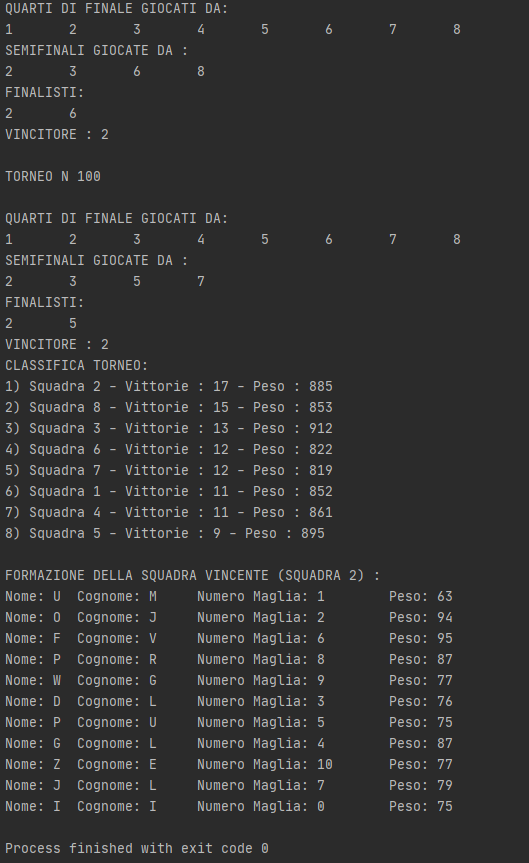 QUARTI DI FINALE GIOCATI DA:
1 2 3 4 5 6 7 8
SEMIFINALI GIOCATE DA :
2 3 6 8
FINALISTI:
2 6
VINCITORE : 2
TORNEO N 100
QUARTI DI FINALE GIOCATI DA:
1 2 3 4 5 6 7 8
SEMIFINALI GIOCATE DA :
2 3 5 7
FINALISTI:
2 5
VINCITORE : 2
CLASSIFICA TORNEO:
1) Squadra 2 - Vittorie : 17 - Peso : 885
2) Squadra 8 - Vittorie : 15 - Peso : 853
3) Squadra 3 - Vittorie : 13 - Peso : 912
4) Squadra 6 - Vittorie : 12 - Peso : 822
5) Squadra 7 - Vittorie : 12 - Peso : 819
6) Squadra 1 - Vittorie : 11 - Peso : 852
7) Squadra 4 - Vittorie : 11 - Peso : 861
8) Squadra 5 - Vittorie : 9 - Peso : 895
FORMAZIONE DELLA SQUADRA VINCENTE (SQUADRA 2) :
Nome: U Cognome: M Numero Maglia: 1 Peso: 63
Nome: O Cognome: J Numero Maglia: 2 Peso: 94
Nome: F Cognome: V Numero Maglia: 6 Peso: 95
Nome: P Cognome: R Numero Maglia: 8 Peso: 87
Nome: W Cognome: G Numero Maglia: 9 Peso: 77
Nome: D Cognome: L Numero Maglia: 3 Peso: 76
Nome: P Cognome: U Numero Maglia: 5 Peso: 75
Nome: G Cognome: L Numero Maglia: 4 Peso: 87
Nome: Z Cognome: E Numero Maglia: 10 Peso: 77
Nome: J Cognome: L Numero Maglia: 7 Peso: 79
Nome: I Cognome: I Numero Maglia: 0 Peso: 75
Process finished with exit code 0